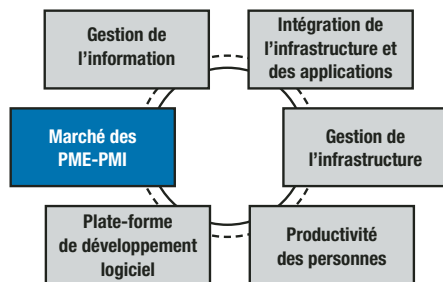 Gestion de
l'information
Intégration de
l'infrastructure et
des applications
Marché des
PME-PMI
Gestion de
l'infrastructure
Plate-forme
de développement
logiciel
Productivité
des personnes